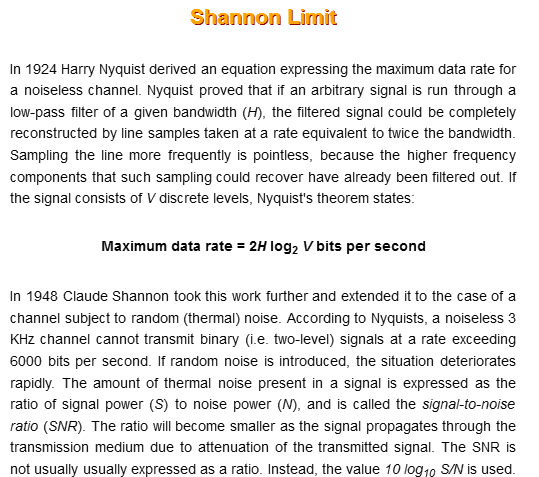 Shannon Limit
In 1924 Harry Nyquist derived an equation expressing the maximum data rate for
a noiseless channel. Nyquist proved that if an arbitrary signal is run through a
low-pass filter of a given bandwidth (H), the filtered signal could be completely
reconstructed by line samples taken at a rate equivalent to twice the bandwidth.
Sampling the line more frequently is pointless, because the higher frequency
components that such sampling could recover have already been filtered out. If
the signal consists of V discrete levels, Nyquist's theorem states:
Maximum data rate = 2H log₂ V bits per second
In 1948 Claude Shannon took this work further and extended it to the case of a
channel subject to random (thermal) noise. According to Nyquists, a noiseless 3
KHz channel cannot transmit binary (i.e. two-level) signals at a rate exceeding
6000 bits per second. If random noise is introduced, the situation deteriorates
rapidly. The amount of thermal noise present in a signal is expressed as the
ratio of signal power (S) to noise power (N), and is called the signal-to-noise
ratio (SNR). The ratio will become smaller as the signal propagates through the
transmission medium due to attenuation of the transmitted signal. The SNR is
not usually usually expressed as a ratio. Instead, the value 10 log₁₀ S/N is used.